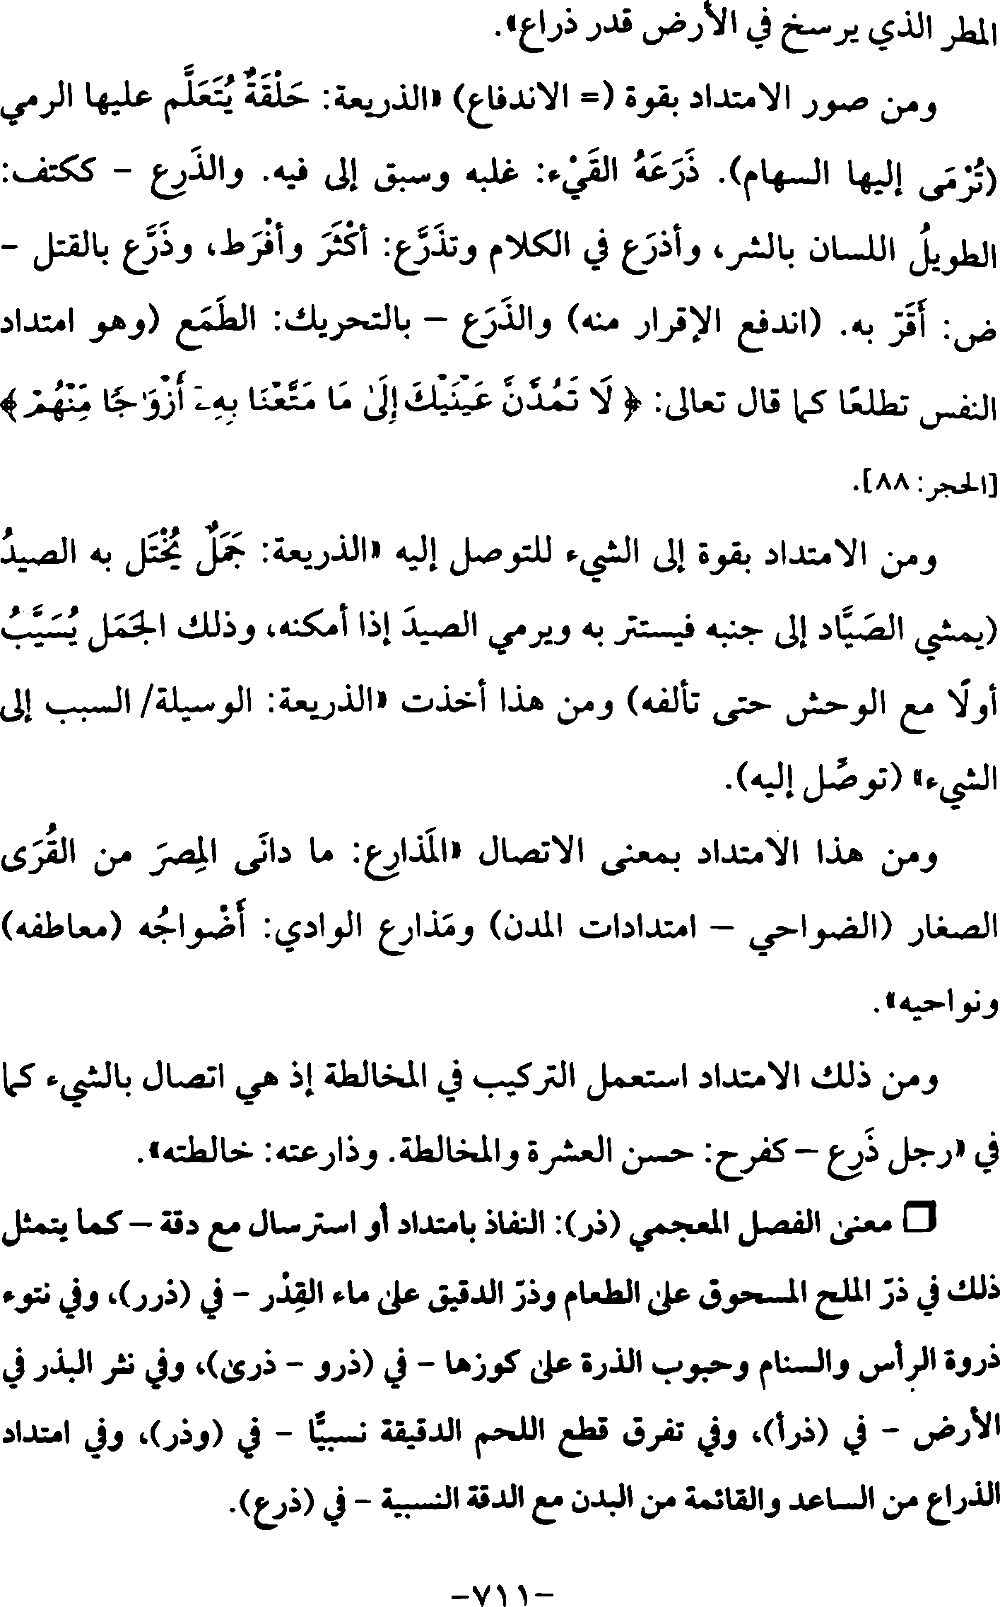 المطر الذي يرسخ في الأرض قدر ذراع».
ومن صور الامتداد بقوة (= الاندفاع) «الذريعة: حَلْقَةٌ يُتَعَلَّم عليها الرمي
(تُرْمَى إليها السهام). ذَرَعَهُ القَيْء: غلبه وسبق إلى فيه. والذَرِع – ككتف:
الطويلُ اللسان بالشر، وأذرَع في الكلام وتذَرَّع: أكْثَرَ وأفْرَط، وذَرَّع بالقتل –
ض: أَقَرّ به. (اندفع الإقرار منه) والذَرَع – بالتحريك: الطَمَع (وهو امتداد
النفس تطلعًا كما قال تعالى: ﴿ لَا تَمُدَّنَّ عَيْنَيْكَ إِلَىٰ مَا مَتَّعْنَا بِهِۦٓ أَزْوَٰجًا مِّنْهُمْ ﴾
[الحجر: ٨٨].
ومن الامتداد بقوة إلى الشيء للتوصل إليه «الذريعة: جَمَلٌ يُخْتَل به الصيدُ
(يمشي الصَيَّاد إلى جنبه فيستتر به ويرمي الصيدَ إذا أمكنه، وذلك الجَمَل يُسَيَّبُ
أولًا مع الوحش حتى تألفه) ومن هذا أخذت «الذريعة: الوسيلة/ السبب إلى
الشيء» (توصُّل إليه).
ومن هذا الامتداد بمعنى الاتصال «المَذارِع: ما دانَى المِصرَ من القُرَى
الصغار (الضواحي – امتدادات المدن) ومَذارع الوادي: أَضْواجُه (معاطفه)
ونواحيه».
ومن ذلك الامتداد استعمل التركيب في المخالطة إذ هي اتصال بالشيء كما
في «رجل ذَرِع – كفرح: حسن العشرة والمخالطة. وذارعته: خالطته».
❒ معنى الفصل المعجمي (ذر): النفاذ بامتداد أو استرسال مع دقة – كما يتمثل
ذلك في ذرّ الملح المسحوق على الطعام وذرّ الدقيق على ماء القِدْر – في (ذرر)، وفي نتوء
ذروة الرأس والسنام وحبوب الذرة على كوزها – في (ذرو – ذرى)، وفي نثر البذر في
الأرض – في (ذرأ)، وفي تفرق قطع اللحم الدقيقة نسبيًّا – في (وذر)، وفي امتداد
الذراع من الساعد والقائمة من البدن مع الدقة النسبية – في (ذرع).
–٧١١–